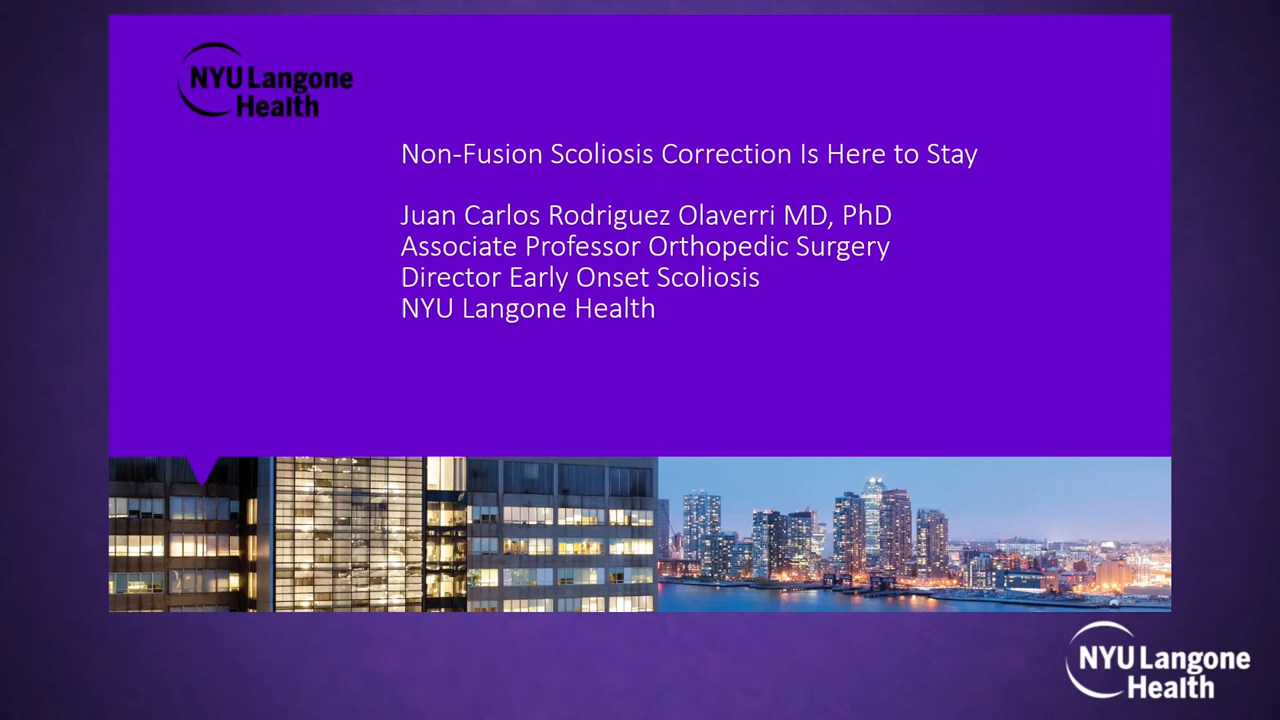 NYU Langone
Health
Non-Fusion Scoliosis Correction Is Here to Stay
Juan Carlos Rodriguez Olaverri MD, PhD
Associate Professor Orthopedic Surgery
Director Early Onset Scoliosis
NYU Langone Health
NYU Langone
Health